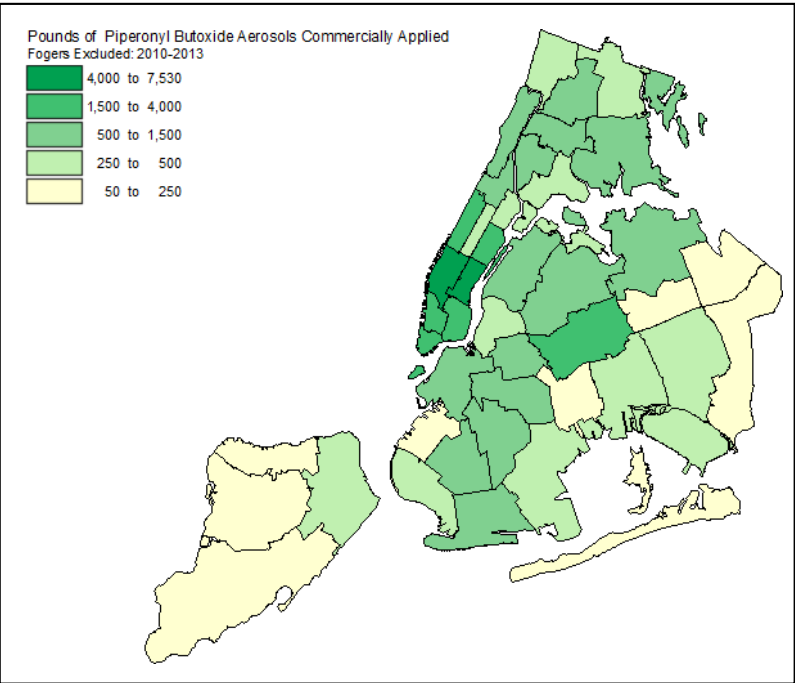 Pounds of Piperonyl Butoxide Aerosols Commercially Applied
Fogers Excluded: 2010-2013
4,000 to 7,530
1,500 to 4,000
500 to 1,500
250 to 500
50 to 250